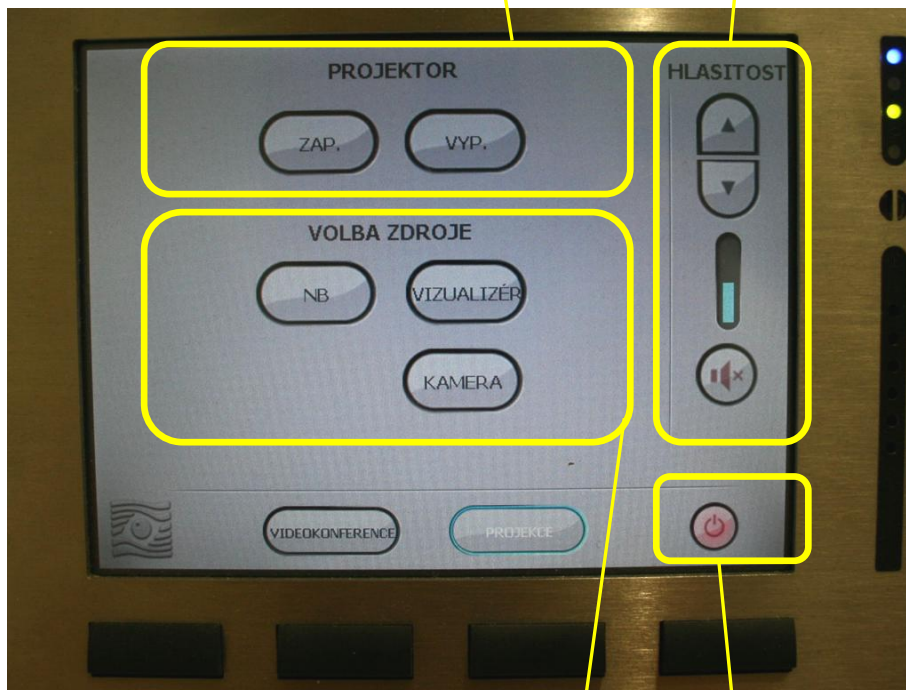 PROJEKTOR
ZAP.
VYP.
HLASITOST
VOLBA ZDROJE
NB
VIZUALIZÉR
KAMERA
VIDEOKONFERENCE
PROJEKCE